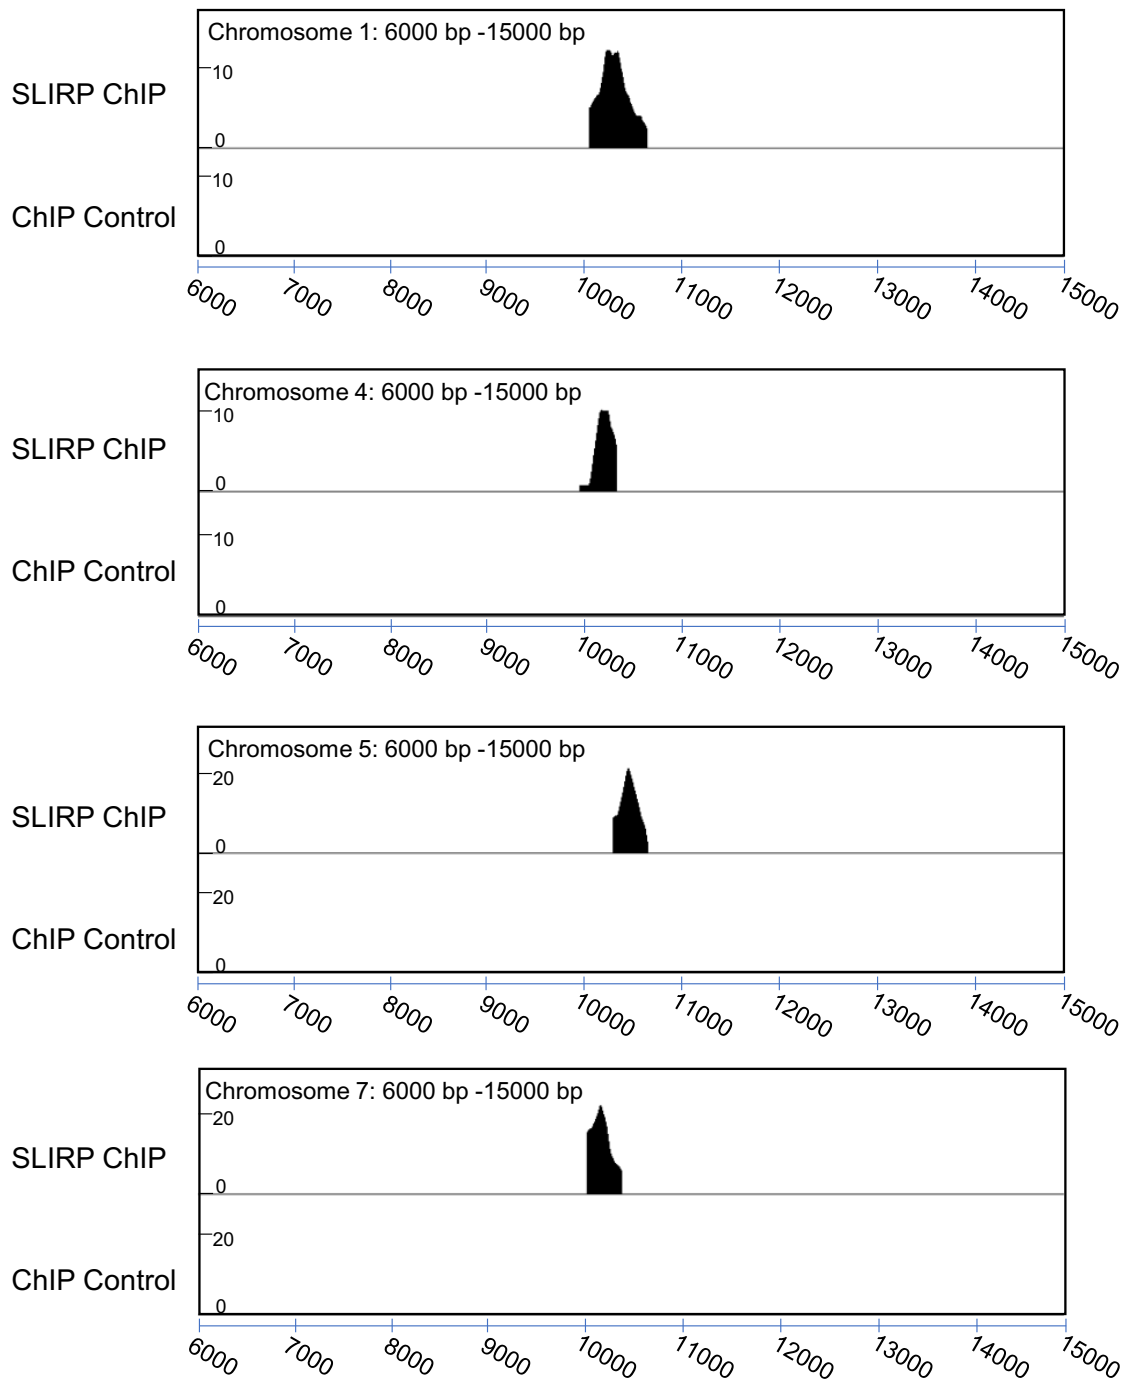 Chromosome 1: 6000 bp -15000 bp
10
SLIRP ChIP
0
10
ChIP Control
0
6000 7000 8000 9000 10000 11000 12000 13000 14000 15000
Chromosome 4: 6000 bp -15000 bp
10
SLIRP ChIP
0
10
ChIP Control
0
6000 7000 8000 9000 10000 11000 12000 13000 14000 15000
Chromosome 5: 6000 bp -15000 bp
20
SLIRP ChIP
0
20
ChIP Control
0
6000 7000 8000 9000 10000 11000 12000 13000 14000 15000
Chromosome 7: 6000 bp -15000 bp
20
SLIRP ChIP
0
20
ChIP Control
0
6000 7000 8000 9000 10000 11000 12000 13000 14000 15000